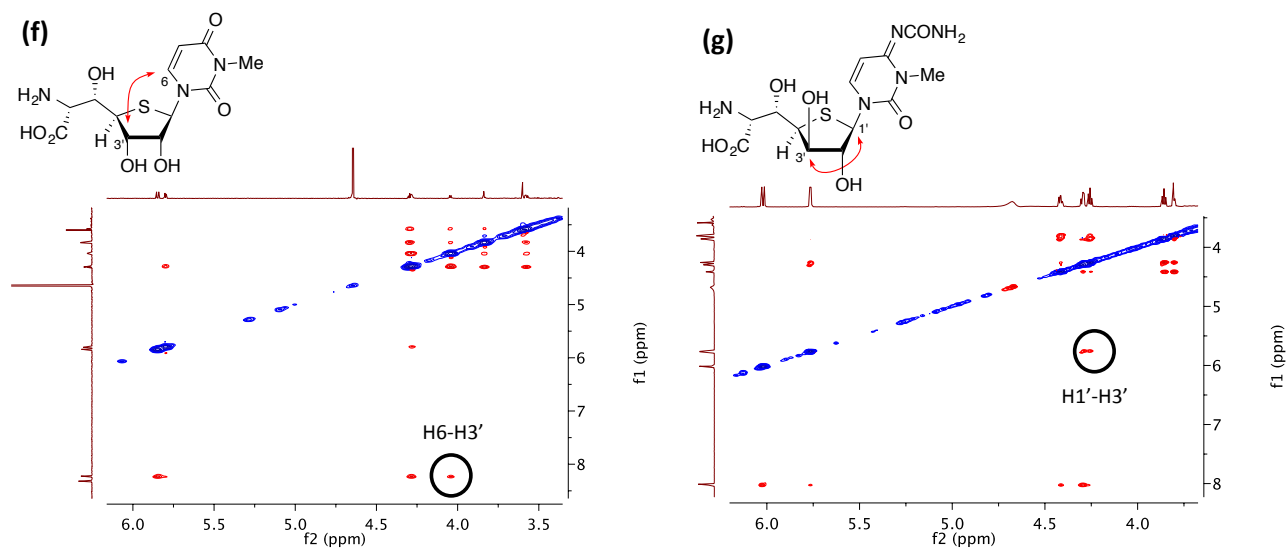 (f)
O
OH
N
Me
6
H₂N
S
N
O
HO₂C
H
3'
OH
OH
4
5
6
7
8
f1 (ppm)
H6-H3’
6.0 5.5 5.0 4.5 4.0 3.5
f2 (ppm)
(g)
NCONH₂
N
Me
OH
OH
N
O
H₂N
S
HO₂C
H
1'
3'
OH
4
5
6
7
8
f1 (ppm)
H1’-H3’
6.0 5.5 5.0 4.5 4.0
f2 (ppm)